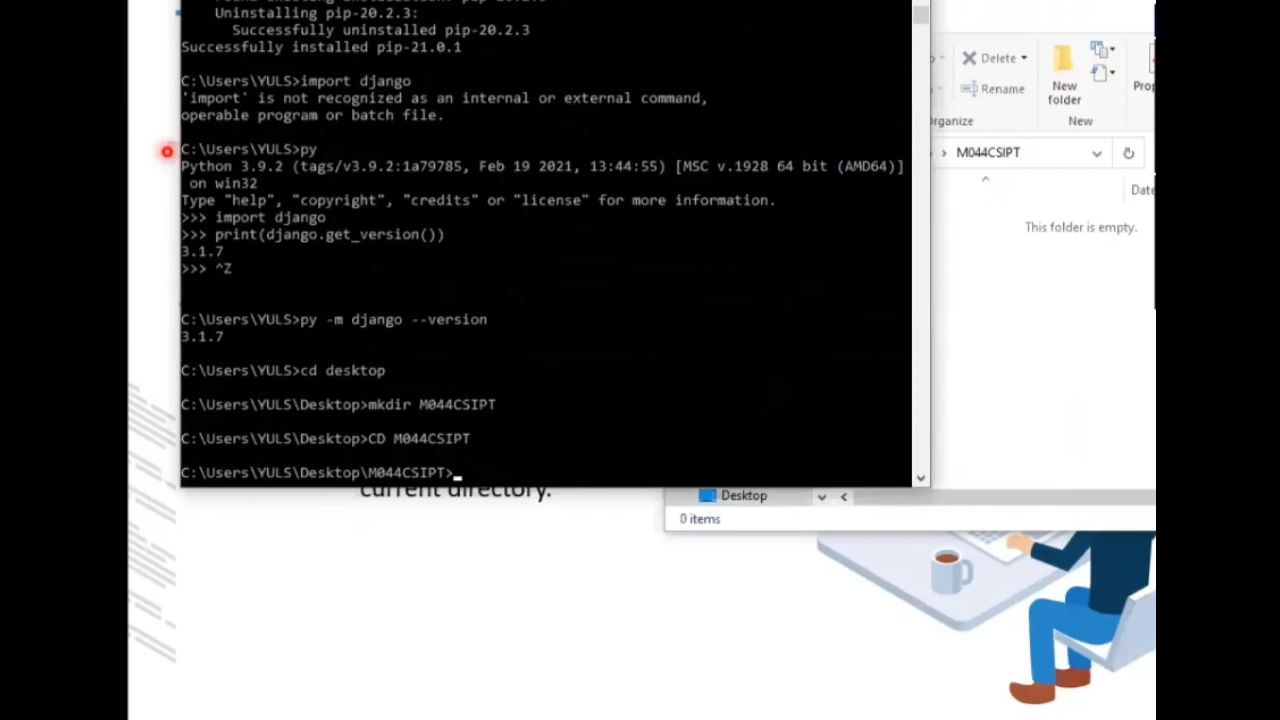 Uninstalling pip-20.2.3:
Successfully uninstalled pip-20.2.3
Successfully installed pip-21.0.1
C:\Users\YULS>import django
'import' is not recognized as an internal or external command,
operable program or batch file.
C:\Users\YULS>py
Python 3.9.2 (tags/v3.9.2:1a79785, Feb 19 2021, 13:44:55) [MSC v.1928 64 bit (AMD64)]
on win32
Type "help", "copyright", "credits" or "license" for more information.
>>> import django
>>> print(django.get_version())
3.1.7
>>> ^Z
C:\Users\YULS>py -m django --version
3.1.7
C:\Users\YULS>cd desktop
C:\Users\YULS\Desktop>mkdir M044CSIPT
C:\Users\YULS\Desktop>CD M044CSIPT
C:\Users\YULS\Desktop\M044CSIPT>
current directory.
Delete
Rename
New
folder
New
M044CSIPT
This folder is empty.
Desktop
0 items